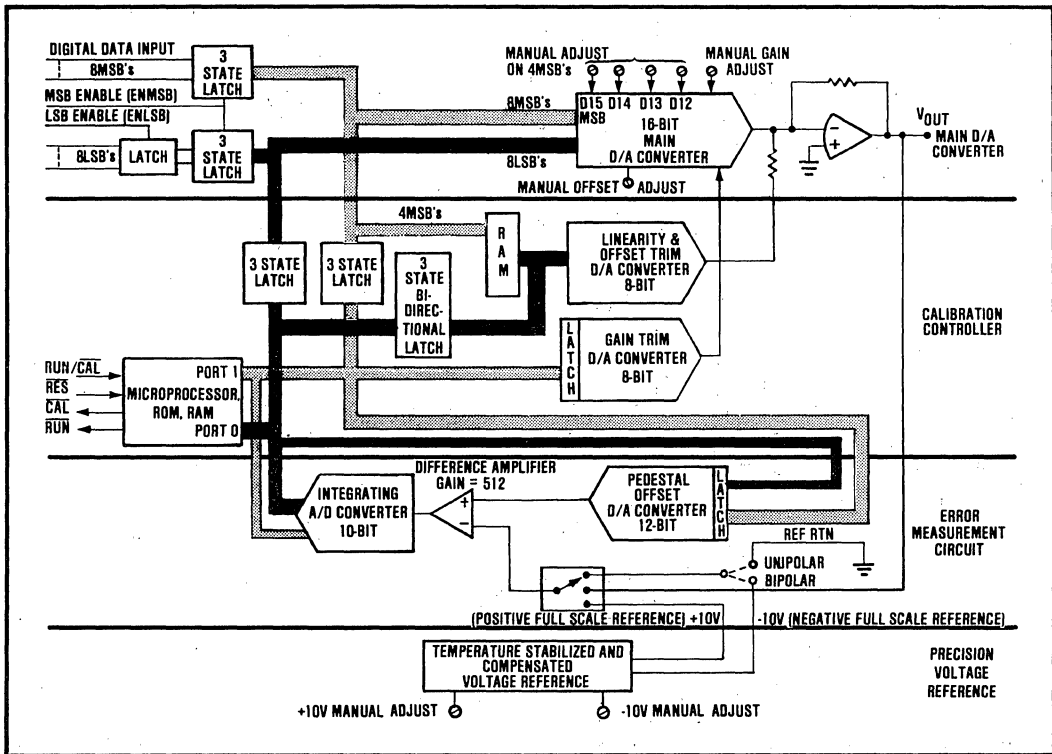 DIGITAL DATA INPUT
8MSB's
MSB ENABLE (ENMSB)
LSB ENABLE (ENLSB)
8LSB's
LATCH
3
STATE
LATCH
3
STATE
LATCH
MANUAL ADJUST
ON 4MSB's
MANUAL GAIN
ADJUST
8MSB's
D15 D14 D13 D12
MSB
16-BIT
MAIN
D/A CONVERTER
8LSB's
MANUAL OFFSET ADJUST
VOUT
MAIN D/A
CONVERTER
4MSB's
RAM
3 STATE
LATCH
3 STATE
LATCH
3
STATE
BI-
DIREC-
TIONAL
LATCH
LINEARITY &
OFFSET TRIM
D/A CONVERTER
8-BIT
LATCH
GAIN TRIM
D/A CONVERTER
8-BIT
CALIBRATION
CONTROLLER
RUN/CAL
RES
CAL
RUN
PORT 1
MICROPROCESSOR,
ROM, RAM
PORT 0
DIFFERENCE AMPLIFIER
GAIN = 512
INTEGRATING
A/D CONVERTER
10-BIT
PEDESTAL
OFFSET
D/A CONVERTER
12-BIT
LATCH
REF RTN
UNIPOLAR
BIPOLAR
ERROR
MEASUREMENT
CIRCUIT
(POSITIVE FULL SCALE REFERENCE) +10V
-10V (NEGATIVE FULL SCALE REFERENCE)
TEMPERATURE STABILIZED AND
COMPENSATED
VOLTAGE REFERENCE
PRECISION
VOLTAGE
REFERENCE
+10V MANUAL ADJUST
-10V MANUAL ADJUST